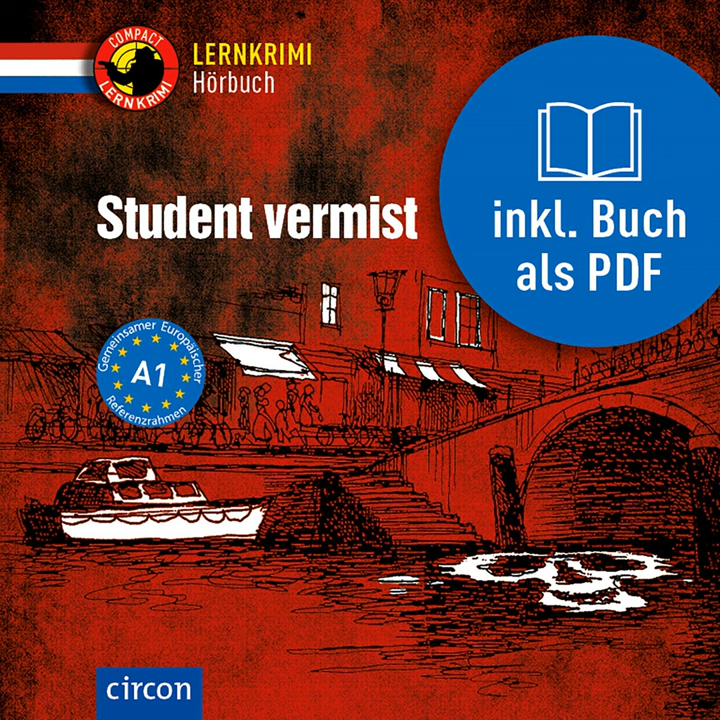 COMPACT
LERNKRIMI
LERNKRIMI
Hörbuch
inkl. Buch
als PDF
Student vermist
Gemeinsamer Europäischer
A1
Referenzrahmen
circon